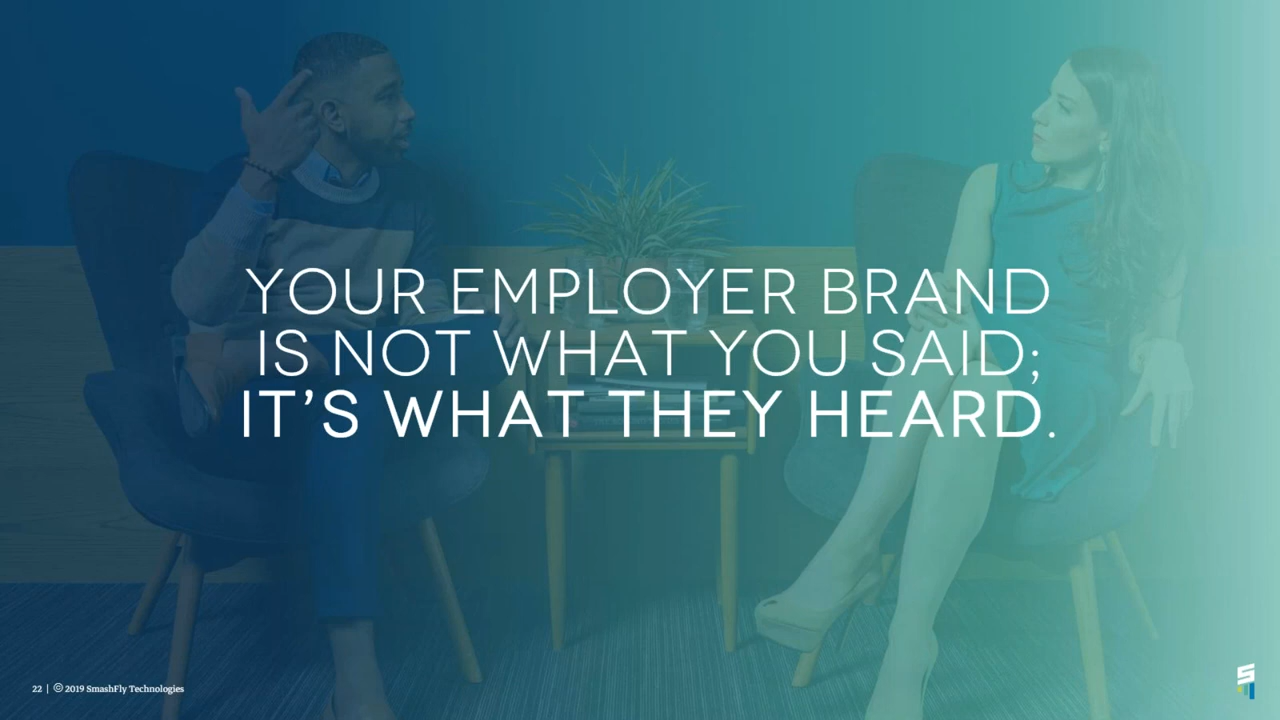 YOUR EMPLOYER BRAND
IS NOT WHAT YOU SAID;
IT’S WHAT THEY HEARD.
22 | © 2019 SmashFly Technologies